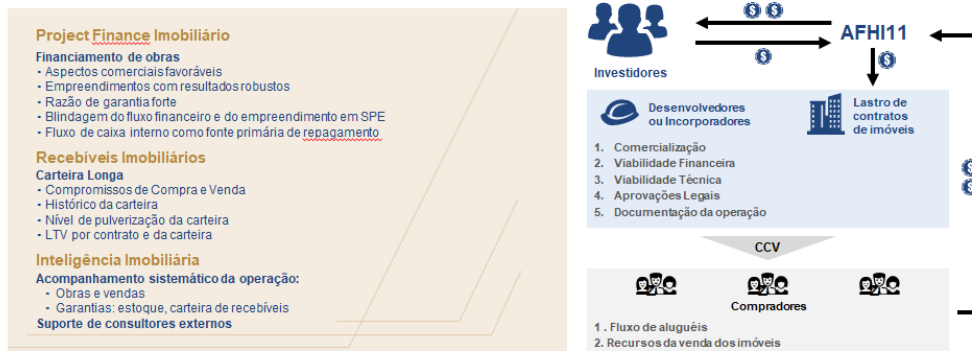 Project Finance Imobiliário
Financiamento de obras
- Aspectos comerciais favoráveis
- Empreendimentos com resultados robustos
- Razão de garantia forte
- Blindagem do fluxo financeiro e do empreendimento em SPE
- Fluxo de caixa interno como fonte primária de repagamento
Recebíveis Imobiliários
Carteira Longa
- Compromissos de Compra e Venda
- Histórico da carteira
- Nível de pulverização da carteira
- LTV por contrato e da carteira
Inteligência Imobiliária
Acompanhamento sistemático da operação:
- Obras e vendas
- Garantias: estoque, carteira de recebíveis
Suporte de consultores externos
Investidores
AFHI11
Desenvolvedores
ou Incorporadores
Lastro de
contratos
de imóveis
1. Comercialização
2. Viabilidade Financeira
3. Viabilidade Técnica
4. Aprovações Legais
5. Documentação da operação
CCV
Compradores
1 . Fluxo de aluguéis
2. Recursos da venda dos imóveis